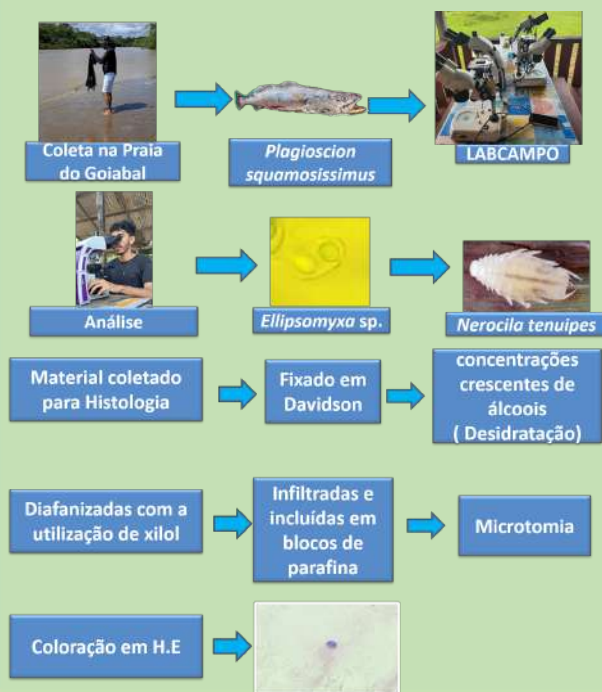 Coleta na Praia
do Goiabal
Plagioscion
squamosissimus
LABCAMPO
Análise
Ellipsomyxa sp.
Nerocila tenuipes
Material coletado
para Histologia
Fixado em
Davidson
concentrações
crescentes de
álcoois
( Desidratação)
Diafanizadas com a
utilização de xilol
Infiltradas e
incluídas em
blocos de
parafina
Microtomia
Coloração em H.E